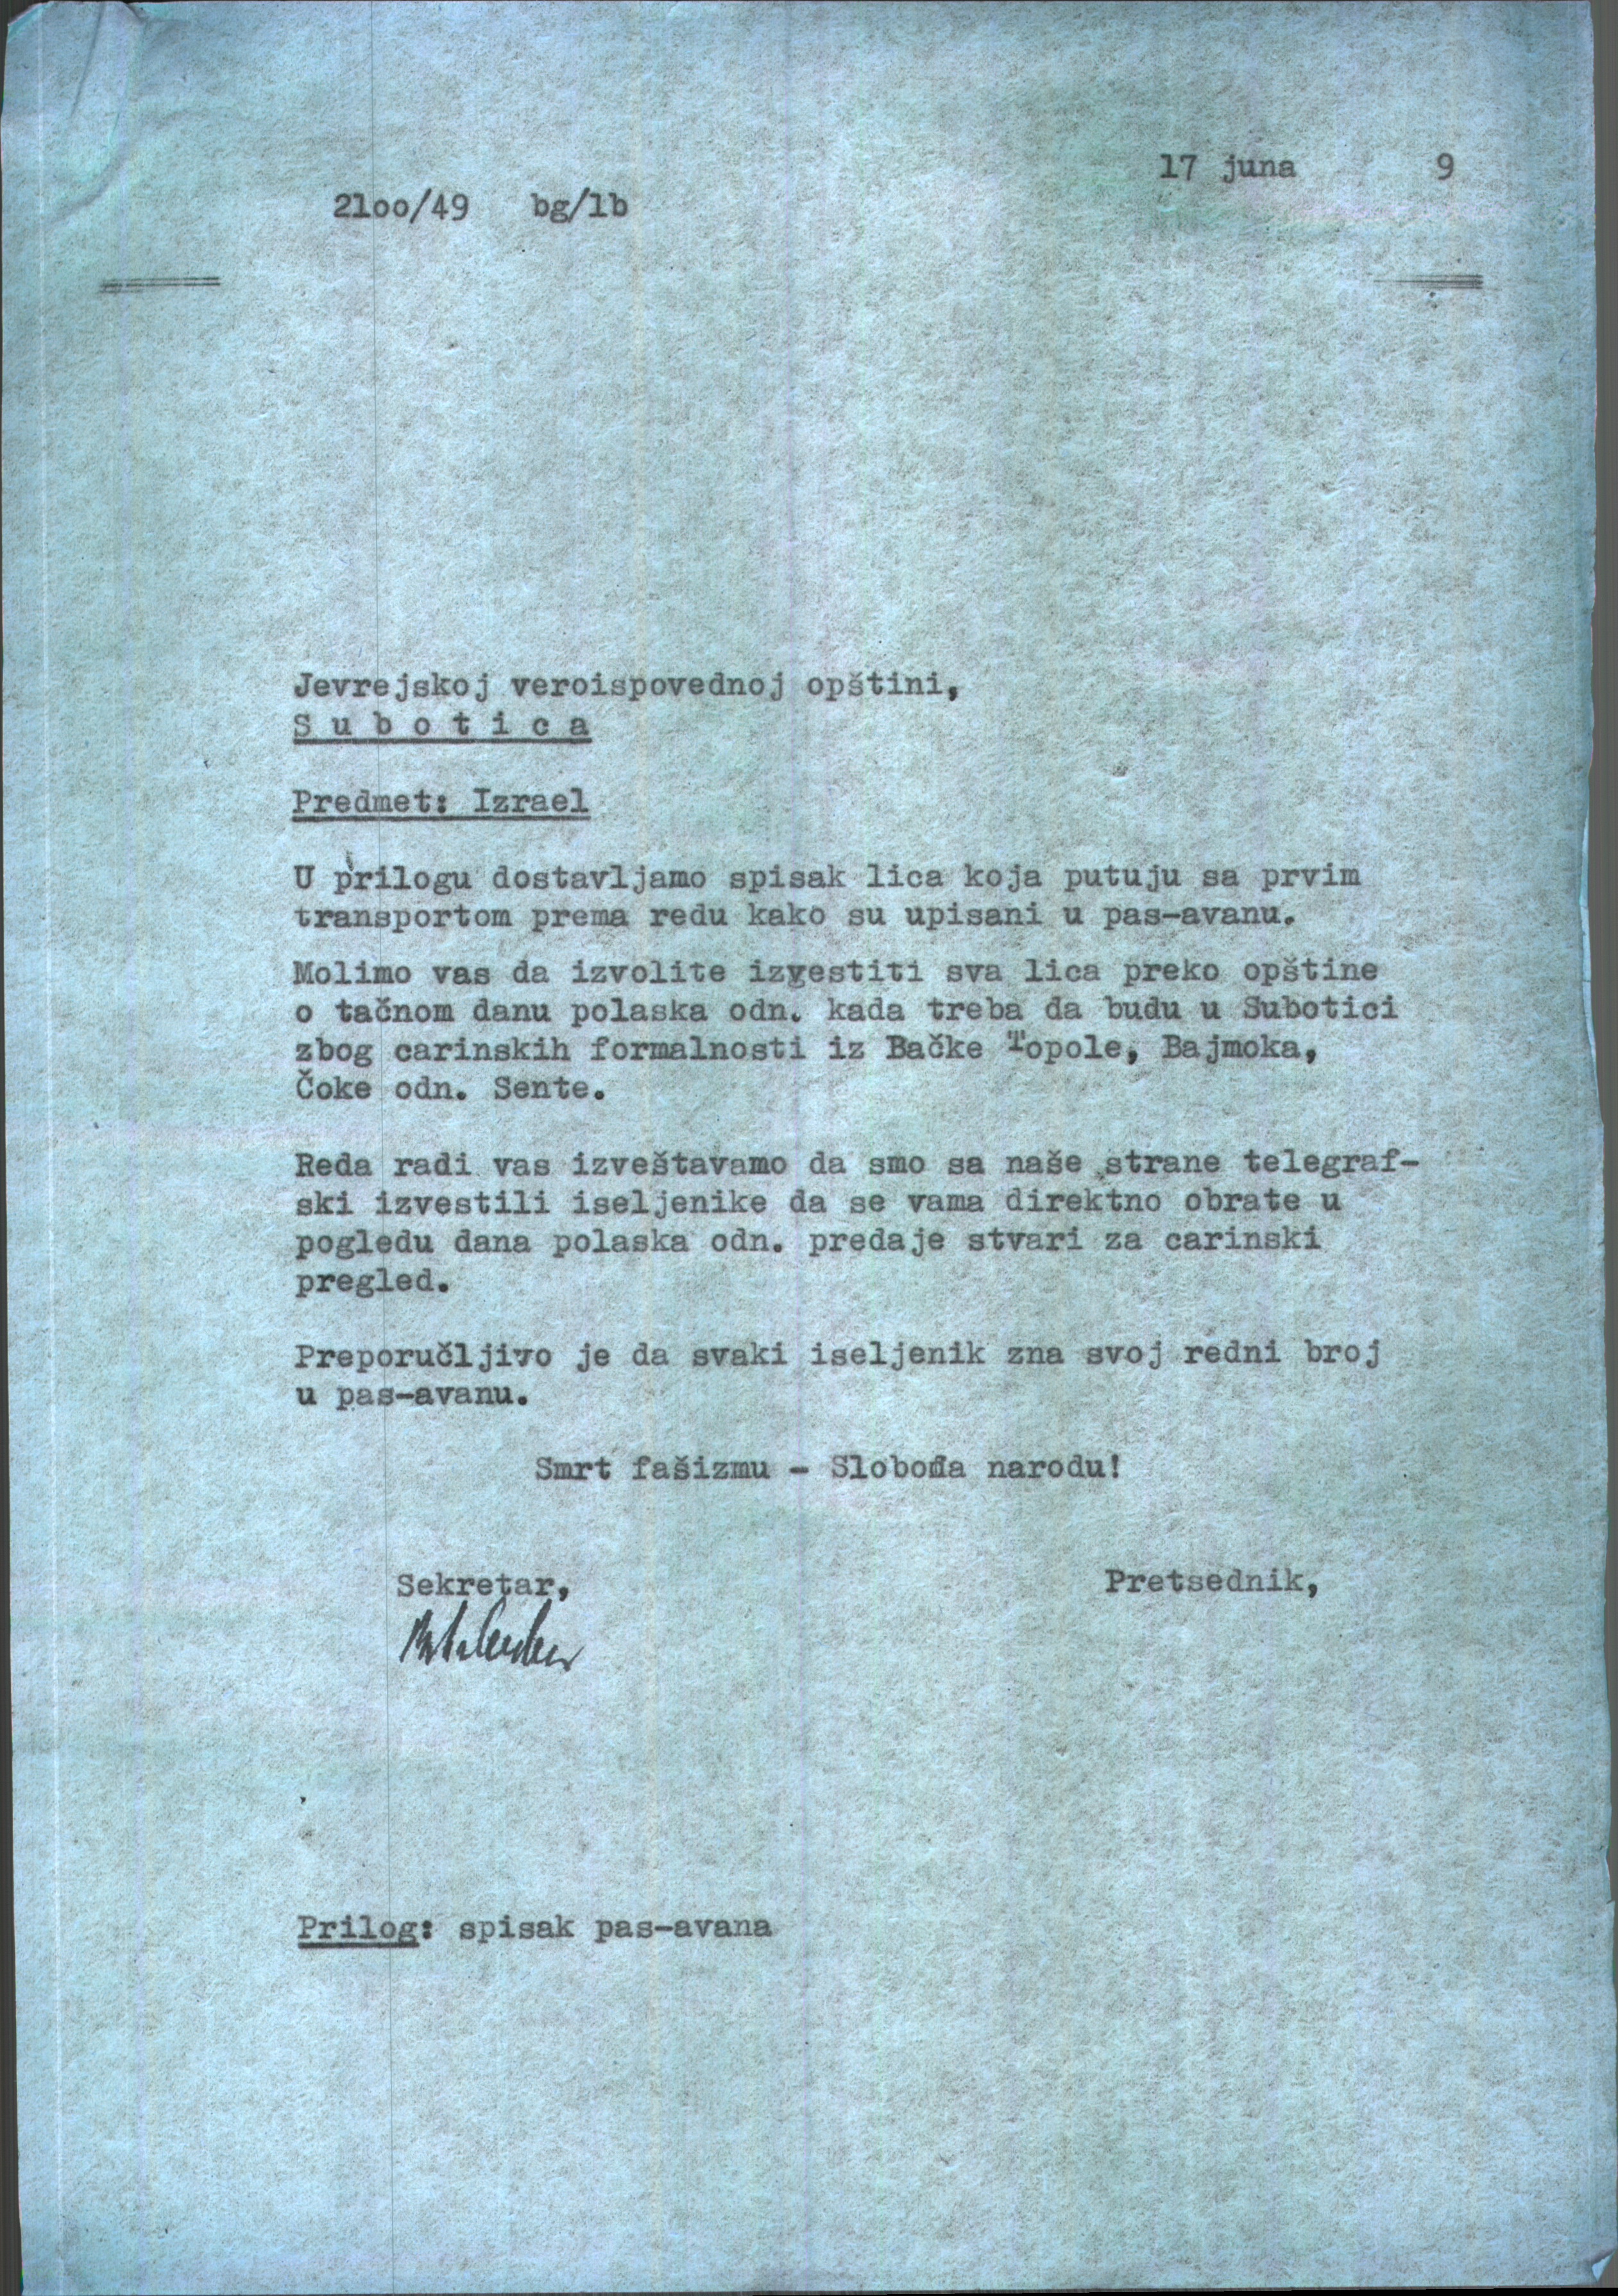 17 juna 9
2loo/49 bg/lb
Jevrejskoj veroispovednoj opštini,
S u b o t i c a
Predmet: Izrael
U prilogu dostavljamo spisak lica koja putuju sa prvim
transportom prema redu kako su upisani u pas-avanu.
Molimo vas da izvolite izvestiti sva lica preko opštine
o tačnom danu polaska odn. kada treba da budu u Subotici
zbog carinskih formalnosti iz Bačke Topole, Bajmoka,
Čoke odn. Sente.
Reda radi vas izveštavamo da smo sa naše strane telegraf-
ski izvestili iseljenike da se vama direktno obrate u
pogledu dana polaska odn. predaje stvari za carinski
pregled.
Preporučljivo je da svaki iseljenik zna svoj redni broj
u pas-avanu.
Smrt fašizmu - Sloboda narodu!
Sekretar, Pretsednik,
Prilog: spisak pas-avana